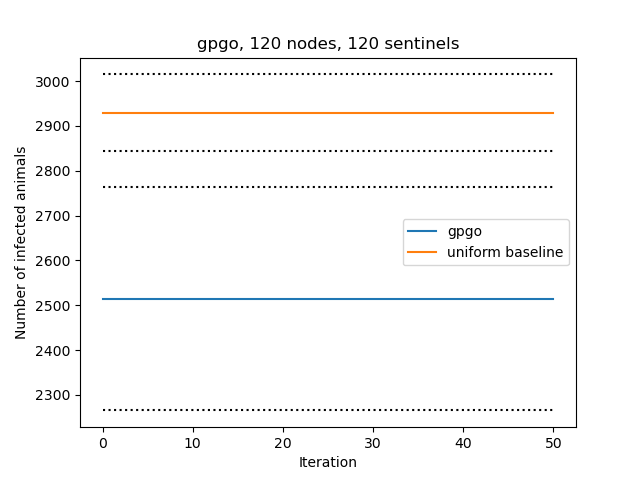 gpgo, 120 nodes, 120 sentinels
3000
2900
2800
2700
2600
2500
2400
2300
Number of infected animals
gpgo
uniform baseline
0 10 20 30 40 50
Iteration